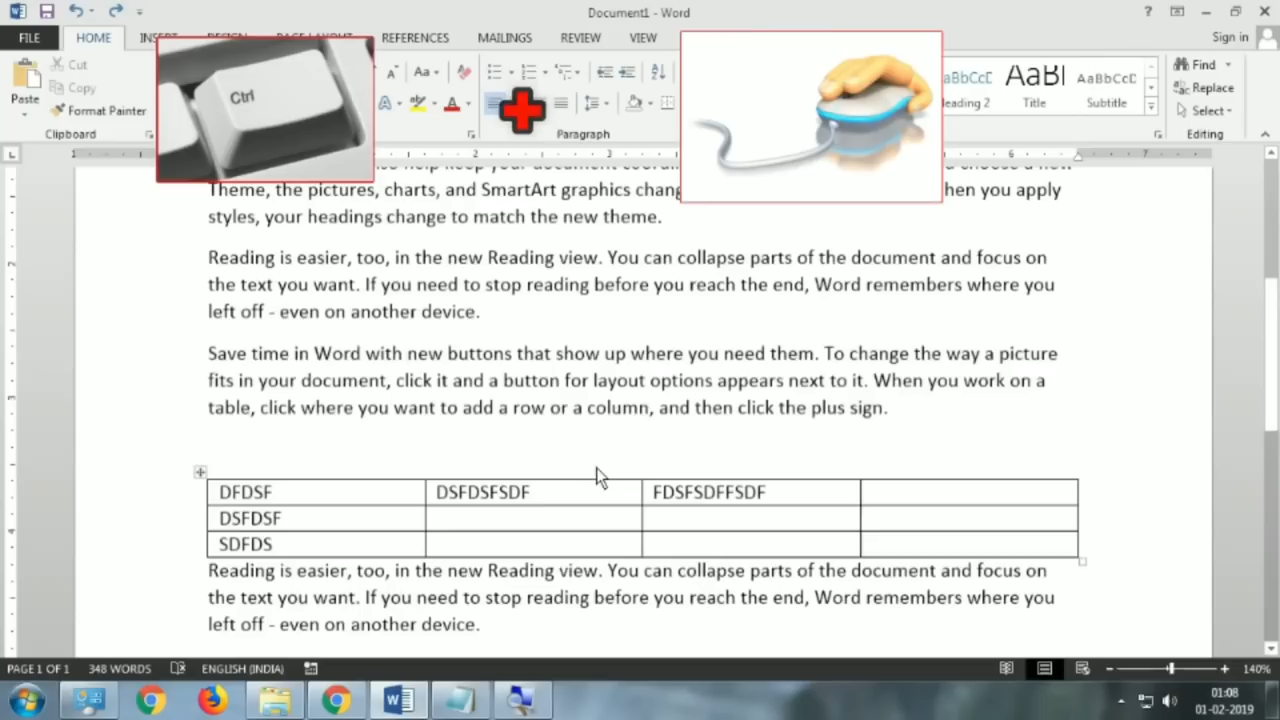 Document1 - Word
Sign in
FILE
HOME
REFERENCES
MAILINGS
REVIEW
VIEW
Cut
Copy
Format Painter
Paste
Clipboard
Ctrl
Aa
A
A
Paragraph
AaBbCcD
AaBl
AaBbCcD
Heading 2
Title
Subtitle
Find
Replace
Select
Editing
1
1
2
3
6
7
Theme, the pictures, charts, and SmartArt graphics
hen you apply
styles, your headings change to match the new theme.
Reading is easier, too, in the new Reading view. You can collapse parts of the document and focus on
the text you want. If you need to stop reading before you reach the end, Word remembers where you
left off - even on another device.
Save time in Word with new buttons that show up where you need them. To change the way a picture
fits in your document, click it and a button for layout options appears next to it. When you work on a
table, click where you want to add a row or a column, and then click the plus sign.
DFDSF DSFDSFSDF FDSFSDFFSDF
DSFDSF
SDFDS
Reading is easier, too, in the new Reading view. You can collapse parts of the document and focus on
the text you want. If you need to stop reading before you reach the end, Word remembers where you
left off - even on another device.
PAGE 1 OF 1 348 WORDS ENGLISH (INDIA) 140%
01:08
01-02-2019